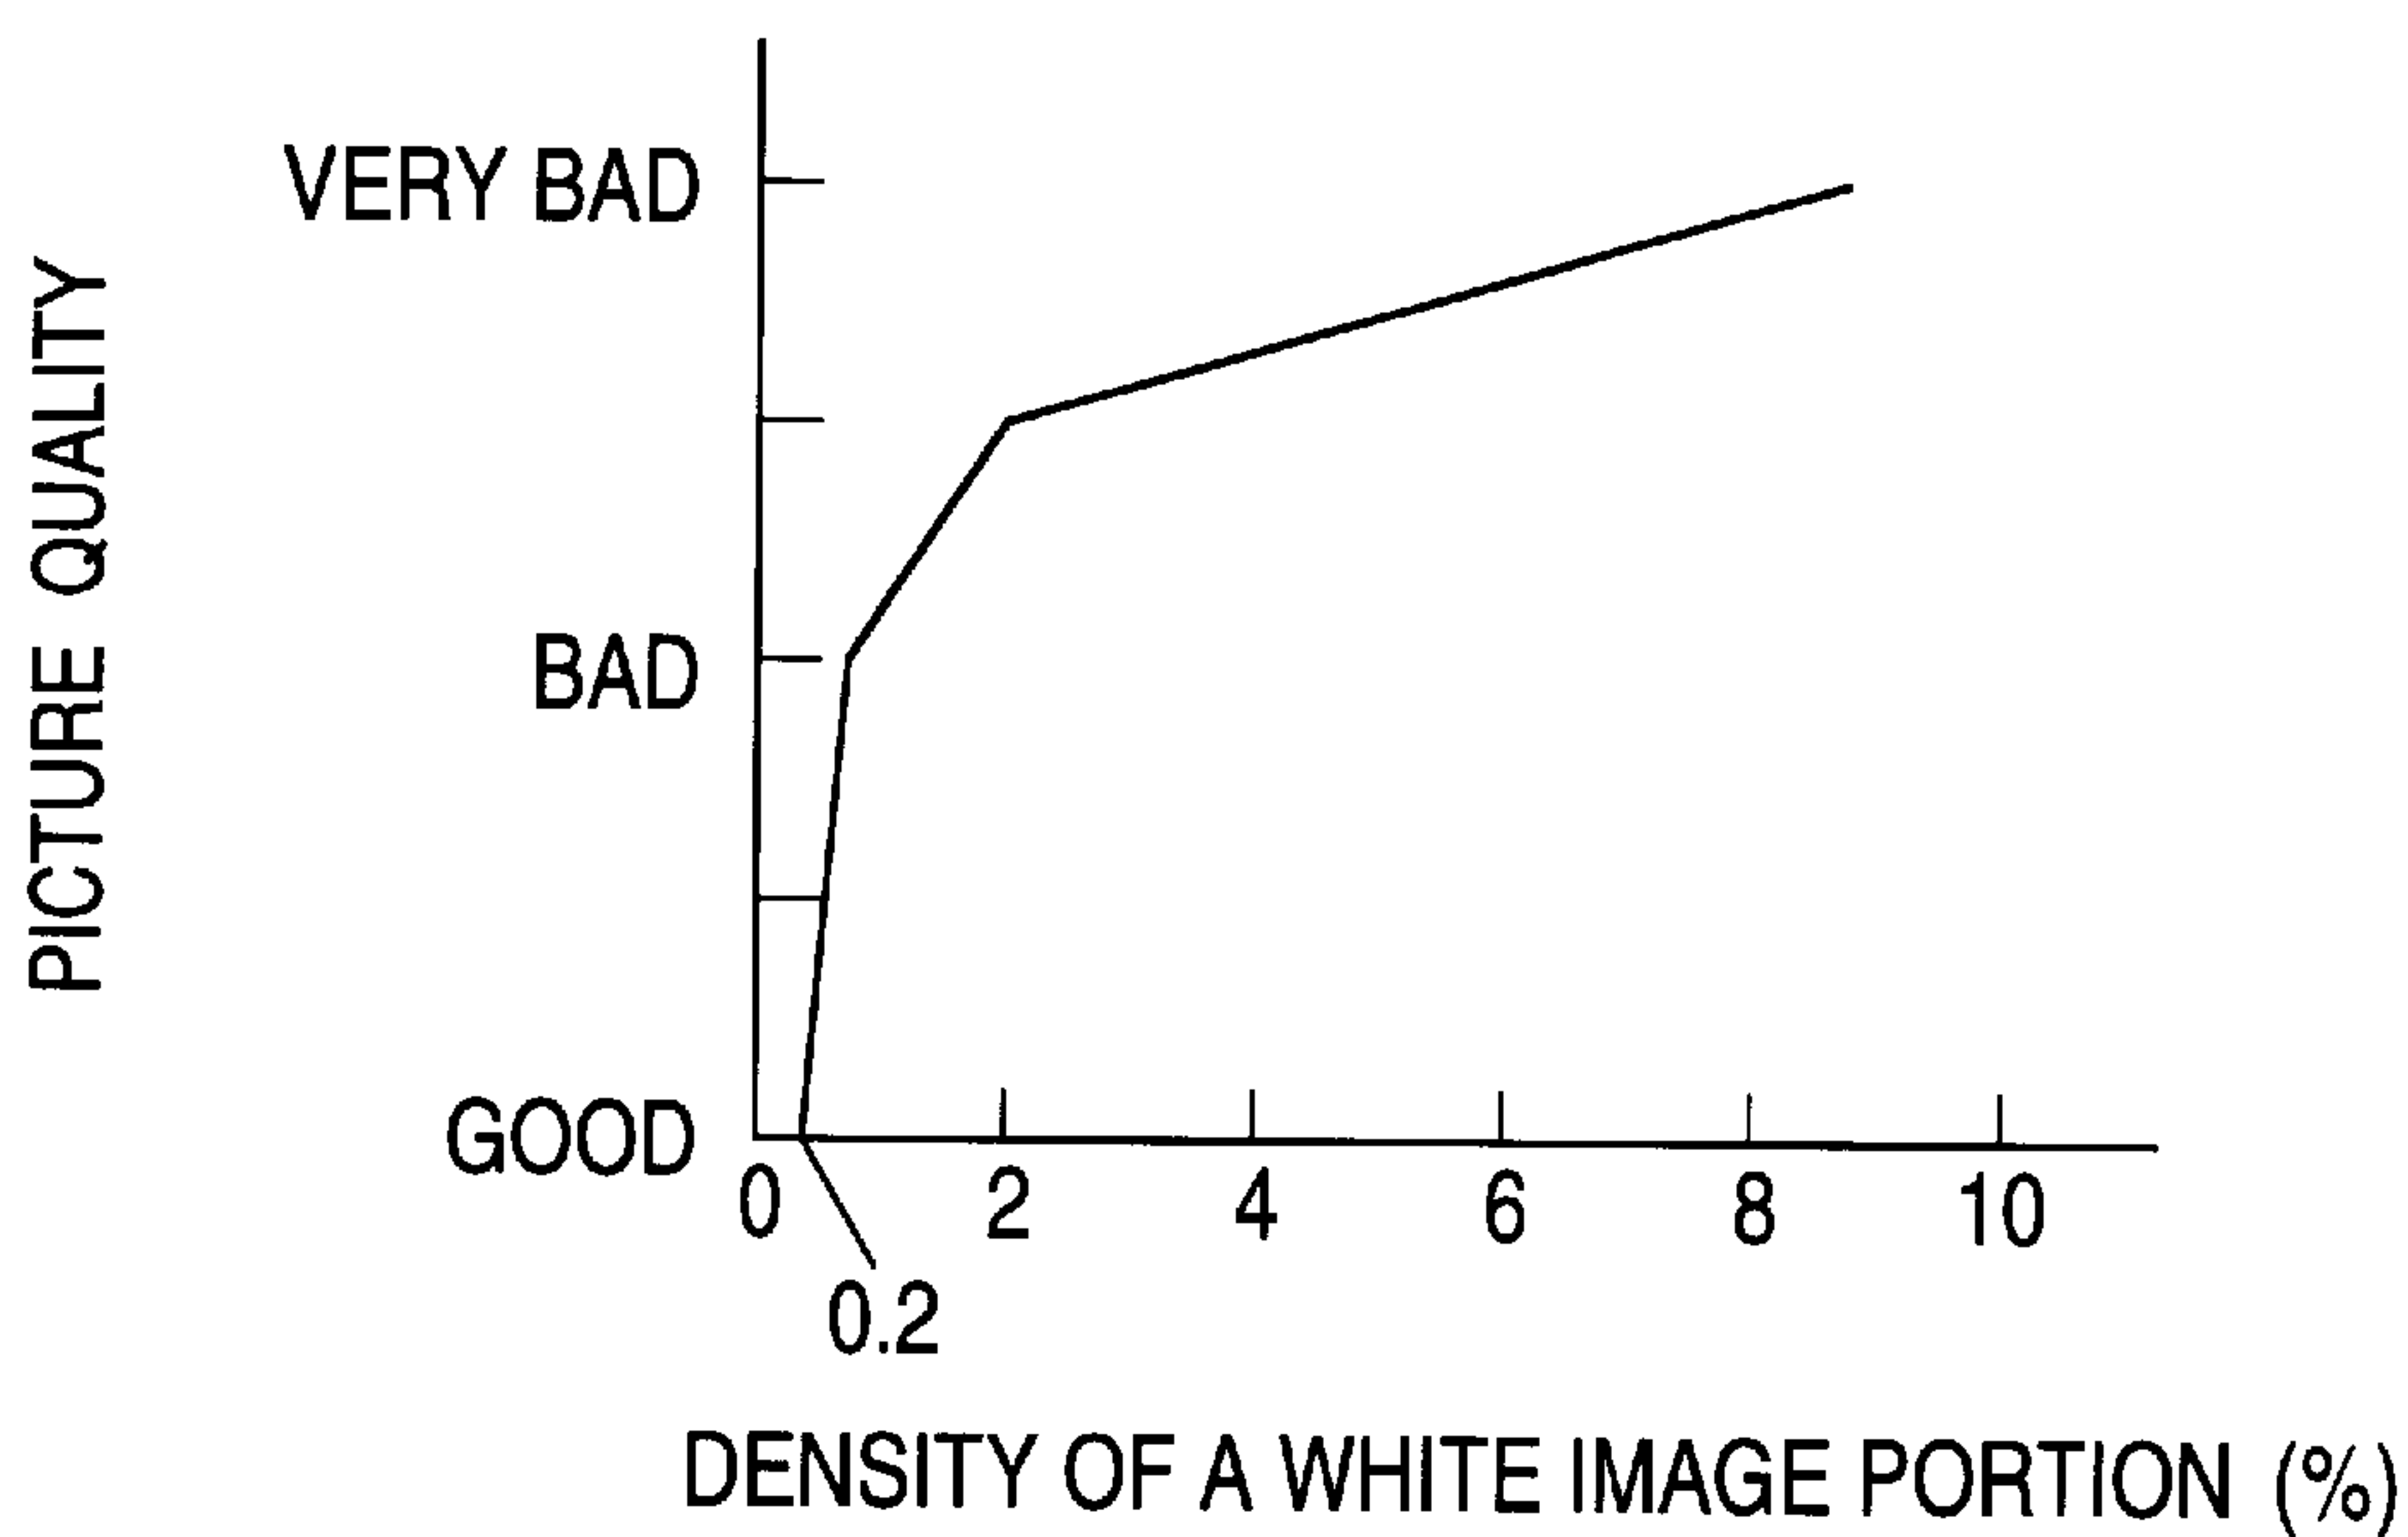 VERY BAD
PICTURE QUALITY
BAD
GOOD
0 2 4 6 8 10
0.2
DENSITY OF A WHITE IMAGE PORTION (%)